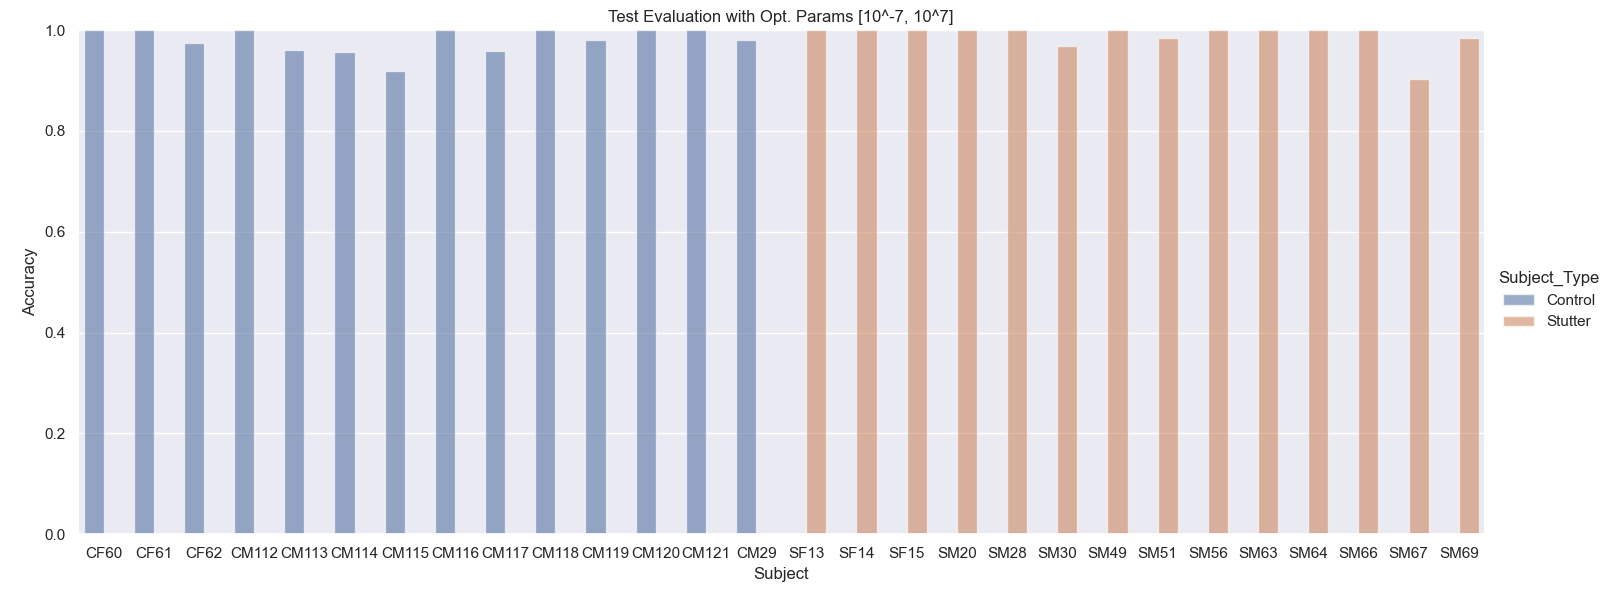 Test Evaluation with Opt. Params [10^-7, 10^7]
1.0
0.8
0.6
0.4
0.2
0.0
Accuracy
CF60 CF61 CF62 CM112 CM113 CM114 CM115 CM116 CM117 CM118 CM119 CM120 CM121 CM29 SF13 SF14 SF15 SM20 SM28 SM30 SM49 SM51 SM56 SM63 SM64 SM66 SM67 SM69
Subject
Subject_Type
Control
Stutter